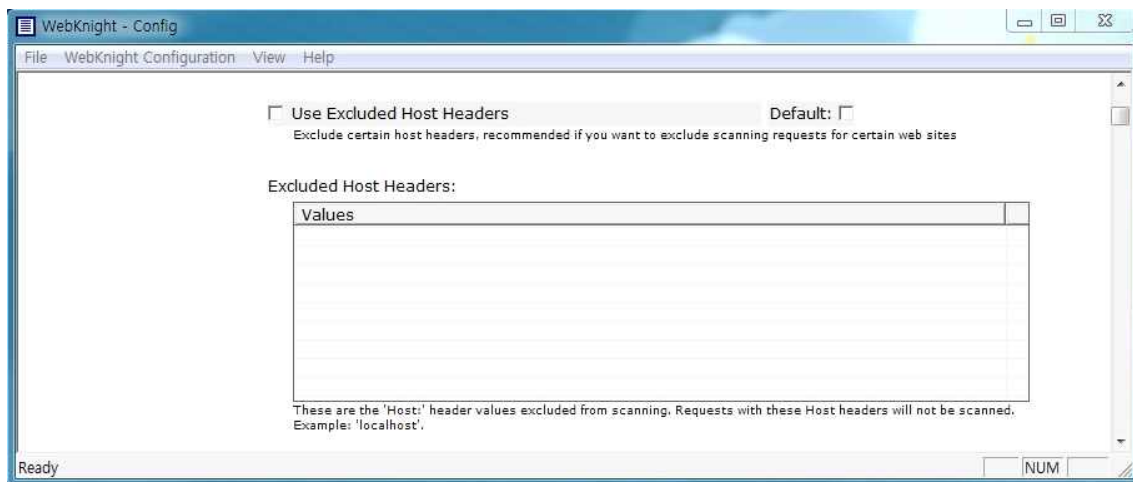 WebKnight - Config
File WebKnight Configuration View Help
Use Excluded Host Headers Default:
Exclude certain host headers, recommended if you want to exclude scanning requests for certain web sites
Excluded Host Headers:
Values
These are the 'Host:' header values excluded from scanning. Requests with these Host headers will not be scanned.
Example: 'localhost'.
Ready NUM